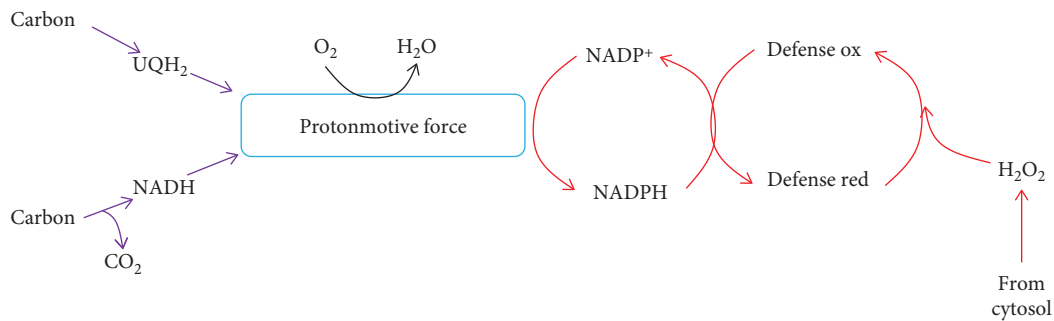 Carbon
UQH₂
O₂
H₂O
NADP⁺
Defense ox
Protonmotive force
NADH
NADPH
Defense red
H₂O₂
Carbon
CO₂
From
cytosol